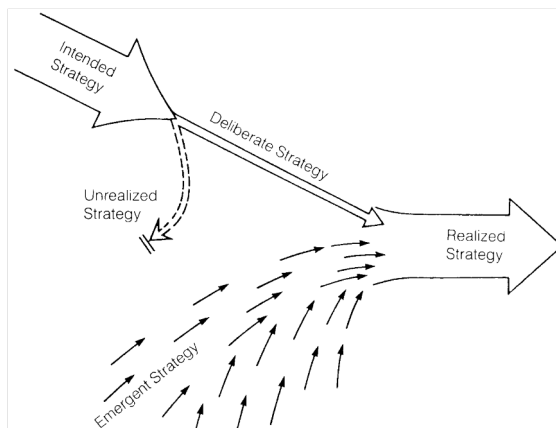 Intended
Strategy
Deliberate Strategy
Unrealized
Strategy
Realized
Strategy
Emergent Strategy